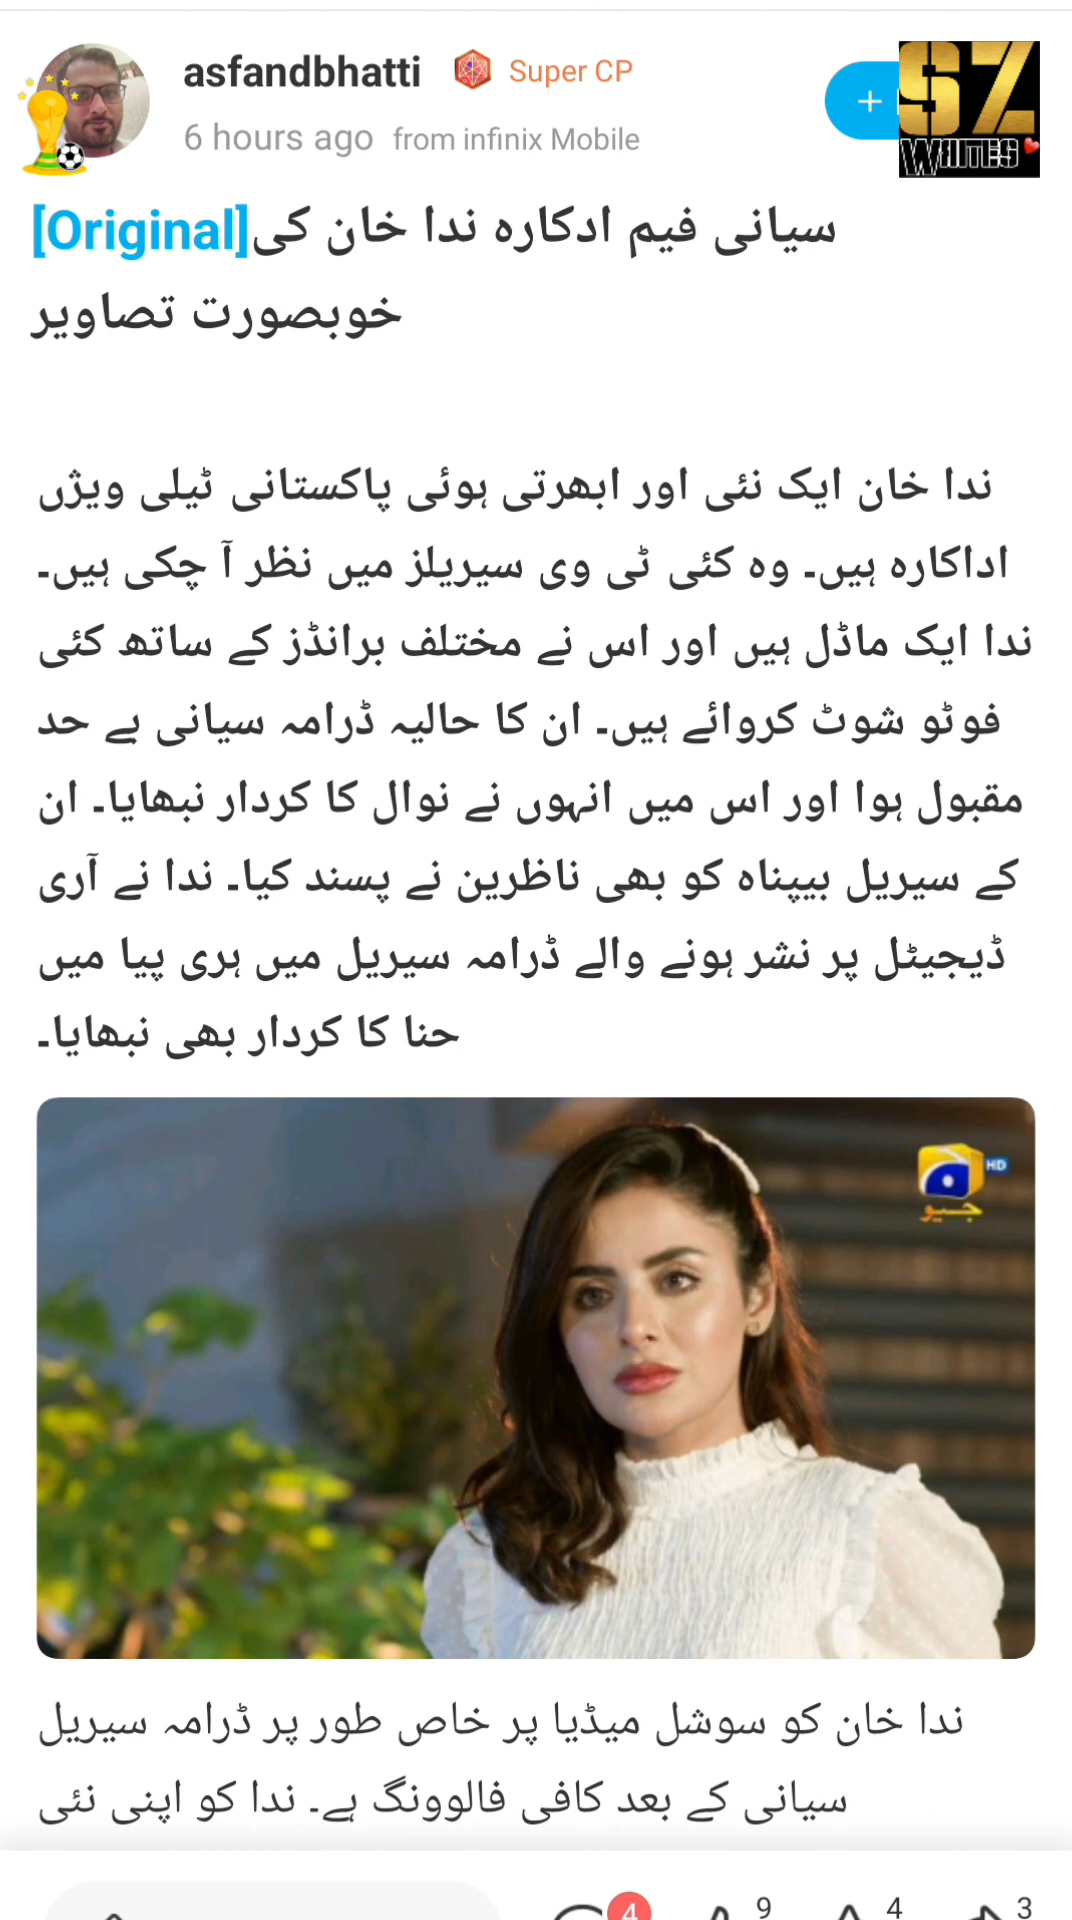 asfandbhatti Super CP
6 hours ago from infinix Mobile
+
SZ
WRITES
[Original]سیانی فیم ادکارہ ندا خان کی
خوبصورت تصاویر
ندا خان ایک نئی اور ابھرتی ہوئی پاکستانی ٹیلی ویژن
اداکارہ ہیں۔ وہ کئی ٹی وی سیریلز میں نظر آ چکی ہیں۔
ندا ایک ماڈل ہیں اور اس نے مختلف برانڈز کے ساتھ کئی
فوٹو شوٹ کروائے ہیں۔ ان کا حالیہ ڈرامہ سیانی بے حد
مقبول ہوا اور اس میں انہوں نے نوال کا کردار نبھایا۔ ان
کے سیریل بیپناہ کو بھی ناظرین نے پسند کیا۔ ندا نے آری
ڈیجیٹل پر نشر ہونے والے ڈرامہ سیریل میں ہری پیا میں
حنا کا کردار بھی نبھایا۔
HD
جیو
ندا خان کو سوشل میڈیا پر خاص طور پر ڈرامہ سیریل
سیانی کے بعد کافی فالوونگ ہے۔ ندا کو اپنی نئی
4 9 4 3